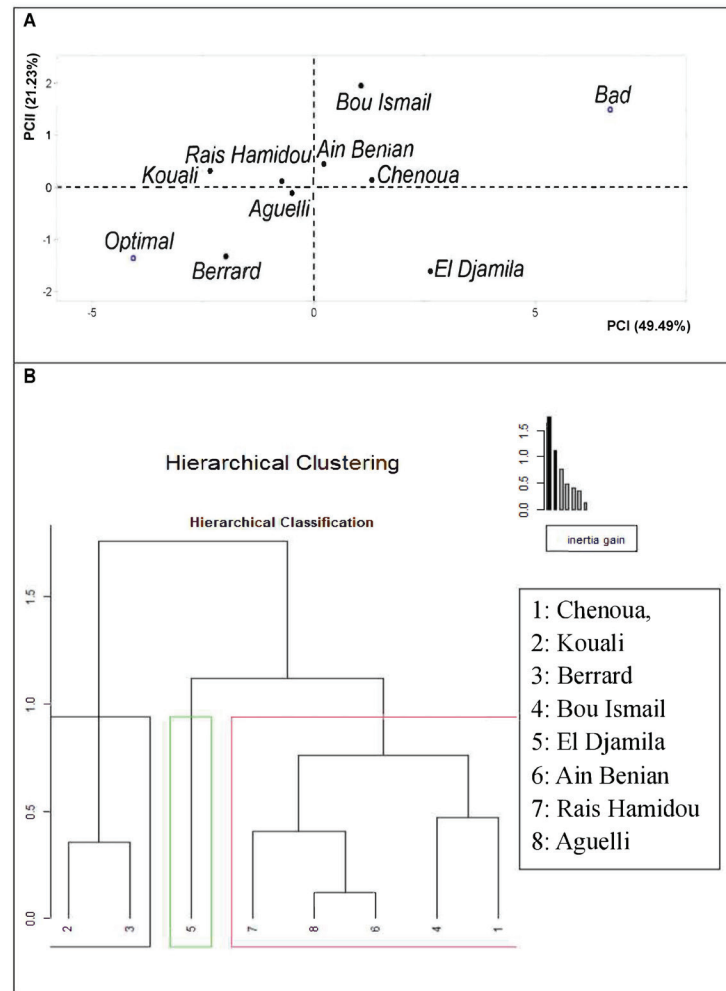 A
PCII (21.23%)
2
1
0
-1
-2
Bou Ismail
Bad
Rais Hamidou
Ain Benian
Kouali
Chenoua
Aguelli
Optimal
Berrard
El Djamila
-5
0
5
PCI (49.49%)
B
Hierarchical Clustering
0.0 0.5 1.0 1.5
inertia gain
Hierarchical Classification
1.5
1.0
0.5
0.0
2 3 5 7 8 6 4 1
1: Chenoua,
2: Kouali
3: Berrard
4: Bou Ismail
5: El Djamila
6: Ain Benian
7: Rais Hamidou
8: Aguelli